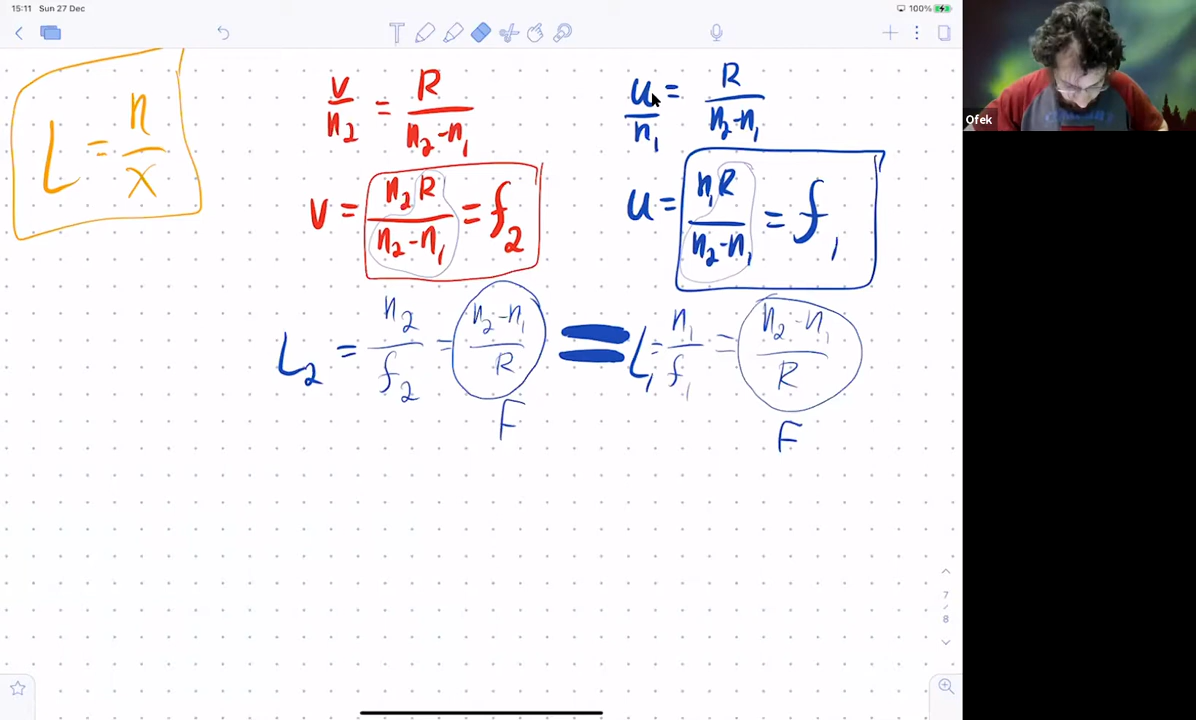 15:11 Sun 27 Dec
100%
T
Ofek
L = n/x
v/n₂ = R/(n₂-n₁)
u/n₁ = R/(n₂-n₁)
v = n₂R/(n₂-n₁) = f₂
u = n₁R/(n₂-n₁) = f₁
L₂ = n₂/f₂ = (n₂-n₁)/R = L₁ = n₁/f₁ = (n₂-n₁)/R
F
F
7
/
8